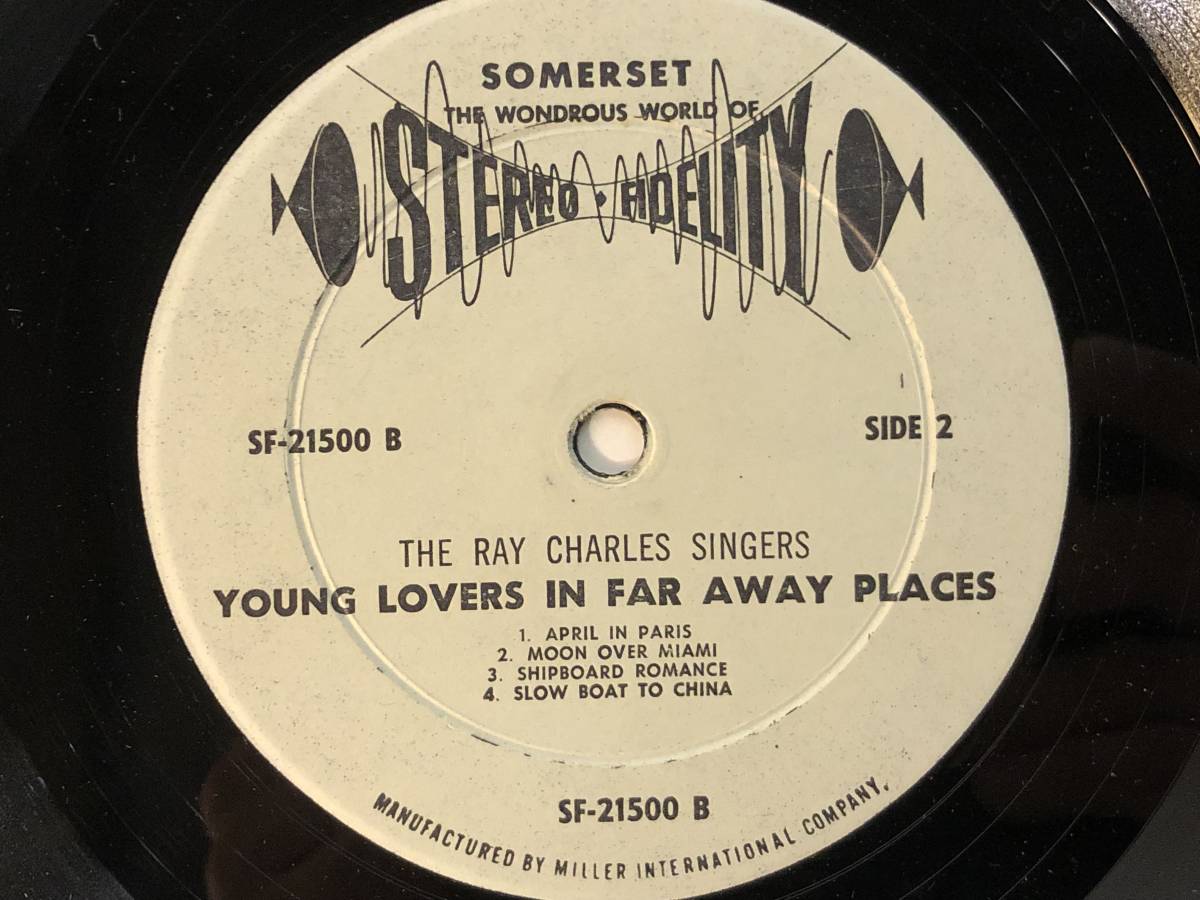 SOMERSET
THE WONDROUS WORLD OF
STEREO-FIDELITY
SF-21500 B
SIDE 2
THE RAY CHARLES SINGERS
YOUNG LOVERS IN FAR AWAY PLACES
1. APRIL IN PARIS
2. MOON OVER MIAMI
3. SHIPBOARD ROMANCE
4. SLOW BOAT TO CHINA
SF-21500 B
MANUFACTURED BY MILLER INTERNATIONAL COMPANY.